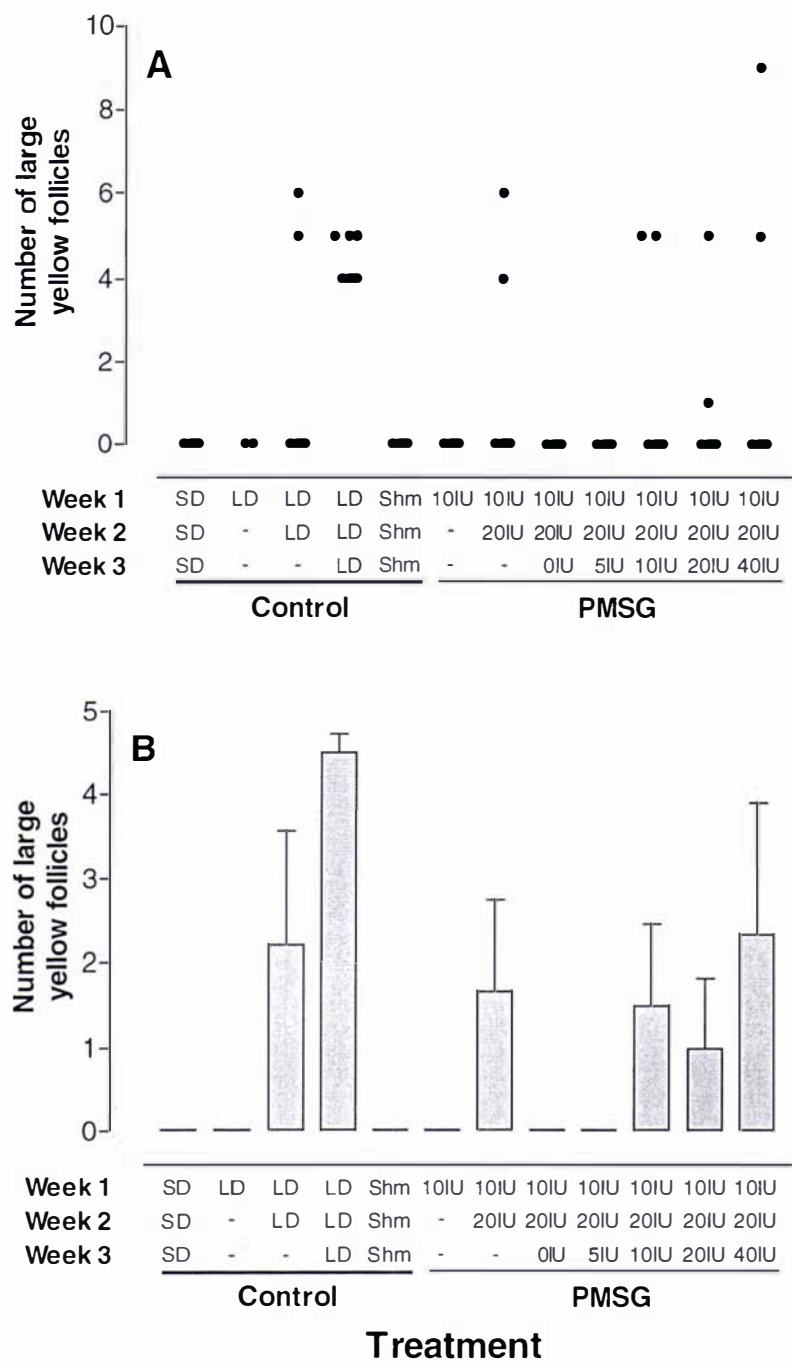 A
Number of large
yellow follicles
10
8
6
4
2
0
Week 1 SD LD LD LD Shm 10IU 10IU 10IU 10IU 10IU 10IU 10IU
Week 2 SD - LD LD Shm - 20IU 20IU 20IU 20IU 20IU 20IU
Week 3 SD - - LD Shm - - 0IU 5IU 10IU 20IU 40IU
Control PMSG
B
Number of large
yellow follicles
5
4
3
2
1
0
Week 1 SD LD LD LD Shm 10IU 10IU 10IU 10IU 10IU 10IU 10IU
Week 2 SD - LD LD Shm - 20IU 20IU 20IU 20IU 20IU 20IU
Week 3 SD - - LD Shm - - 0IU 5IU 10IU 20IU 40IU
Control PMSG
Treatment